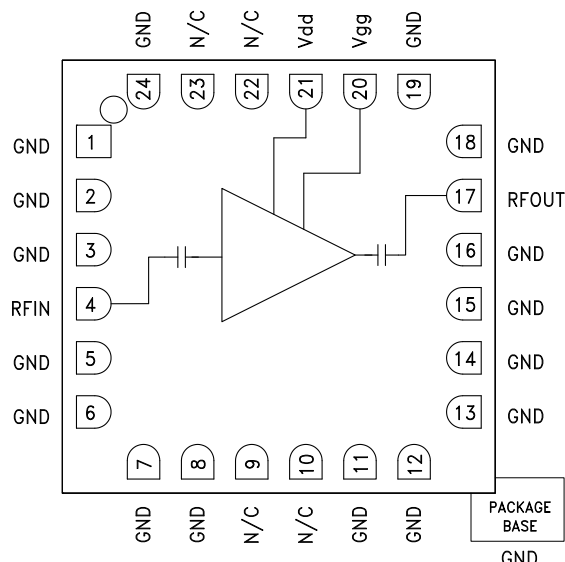 GND N/C N/C Vdd Vgg GND
24 23 22 21 20 19
GND 1 18 GND
GND 2 17 RFOUT
GND 3 16 GND
RFIN 4 15 GND
GND 5 14 GND
GND 6 13 GND
7 8 9 10 11 12
GND GND N/C N/C GND GND
PACKAGE
BASE
GND